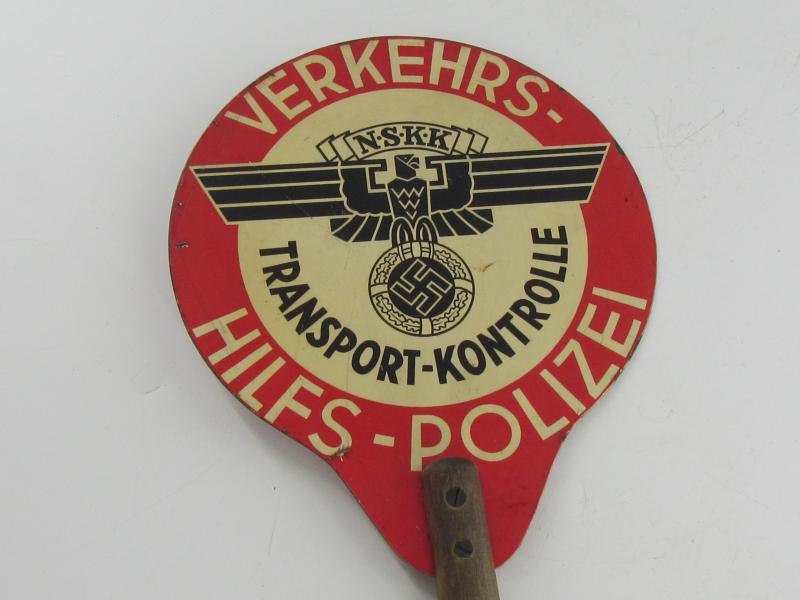 VERKEHRS-
N·S·K·K
TRANSPORT-KONTROLLE
HILFS-POLIZEI